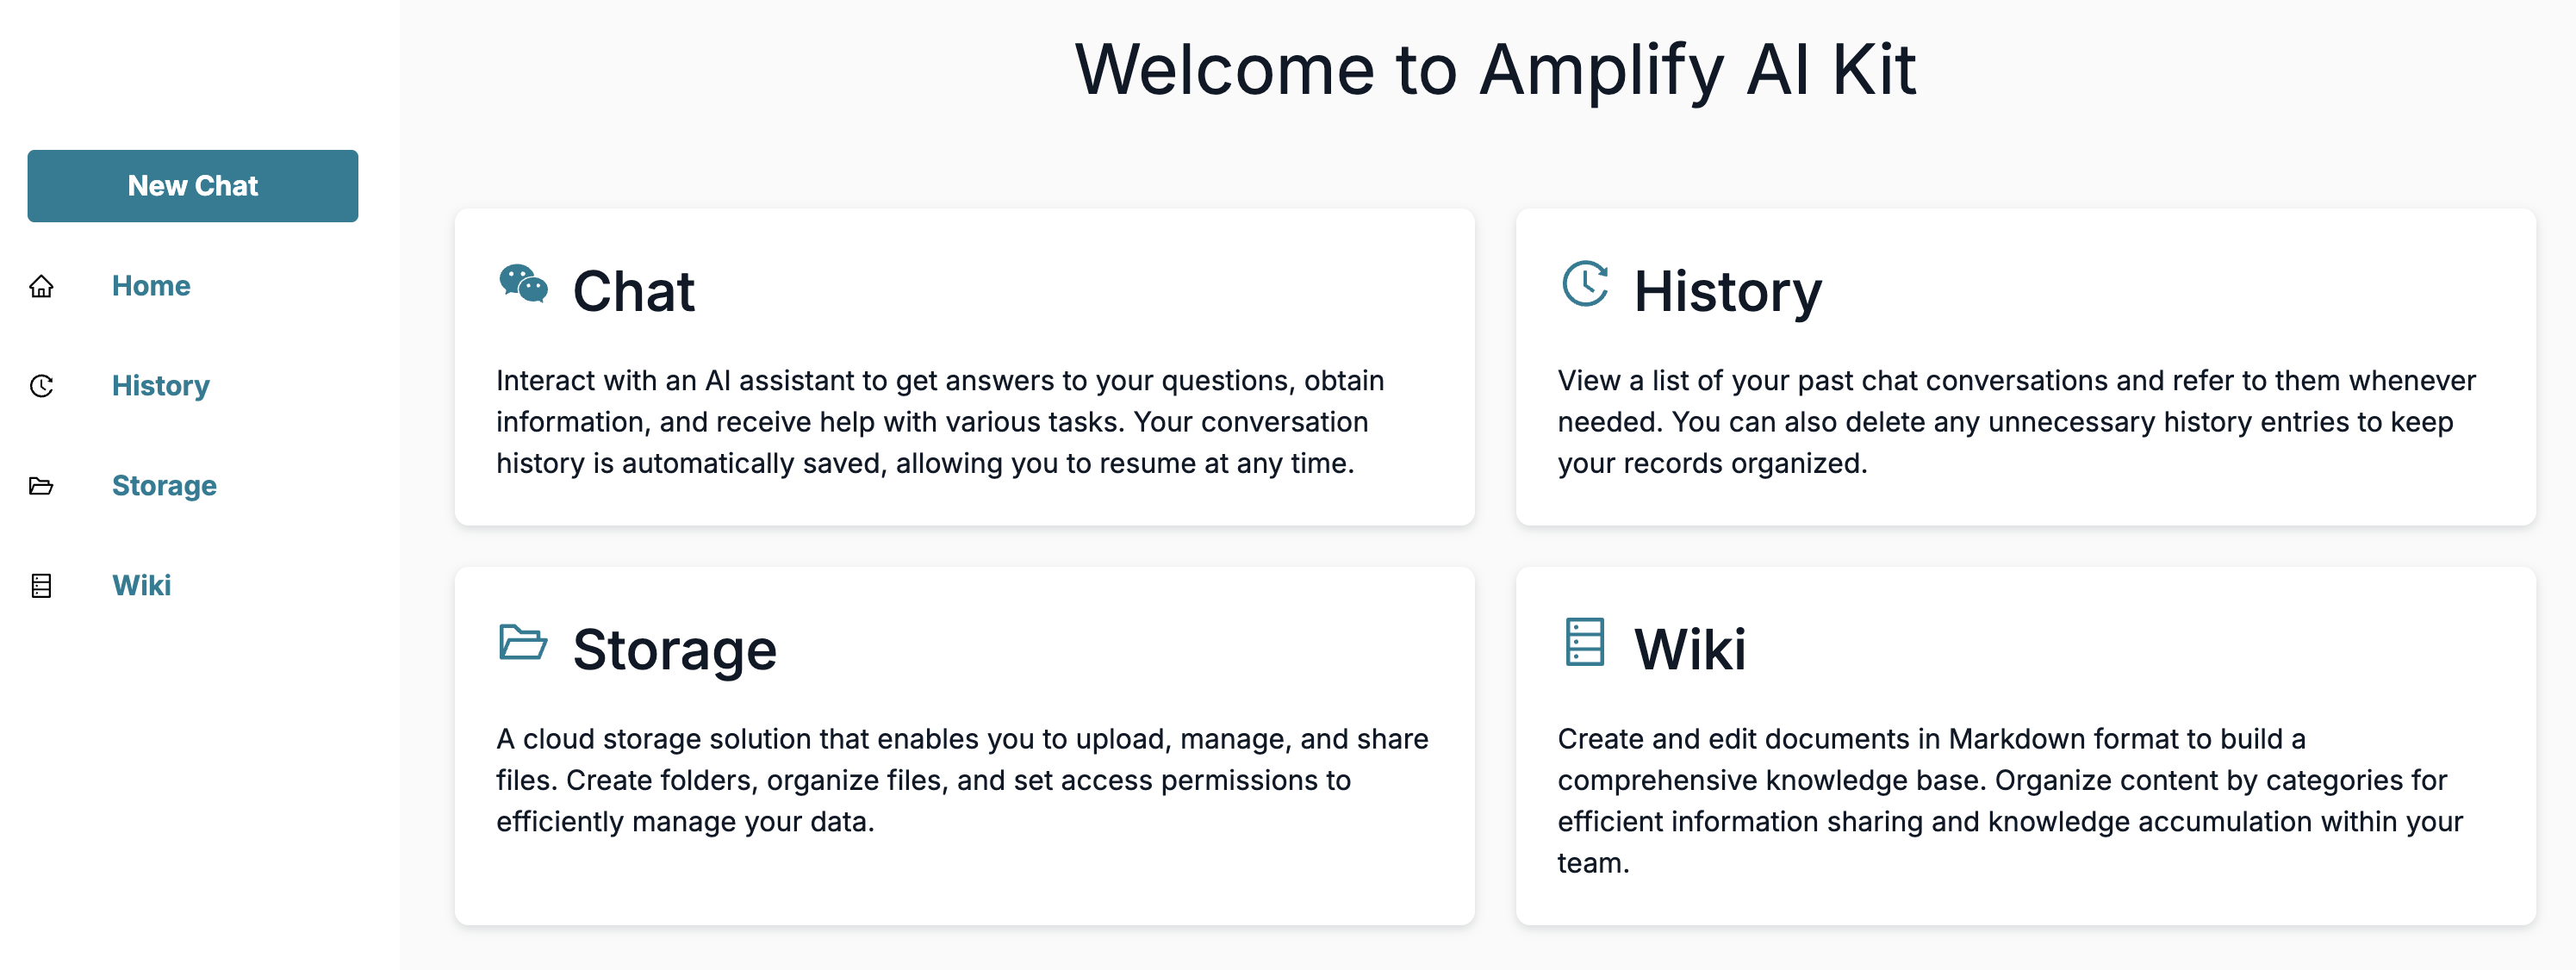 Welcome to Amplify AI Kit
New Chat
Home
History
Storage
Wiki
Chat
Interact with an AI assistant to get answers to your questions, obtain
information, and receive help with various tasks. Your conversation
history is automatically saved, allowing you to resume at any time.
History
View a list of your past chat conversations and refer to them whenever
needed. You can also delete any unnecessary history entries to keep
your records organized.
Storage
A cloud storage solution that enables you to upload, manage, and share
files. Create folders, organize files, and set access permissions to
efficiently manage your data.
Wiki
Create and edit documents in Markdown format to build a
comprehensive knowledge base. Organize content by categories for
efficient information sharing and knowledge accumulation within your
team.